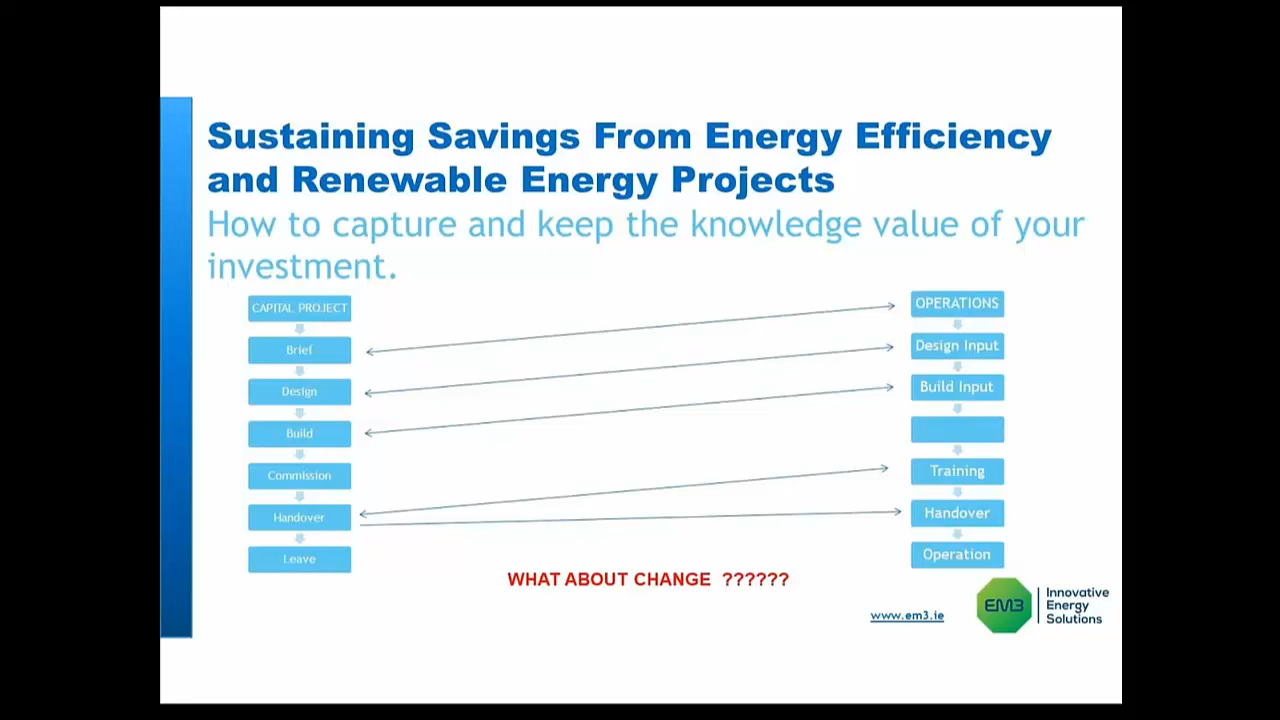 Sustaining Savings From Energy Efficiency
and Renewable Energy Projects
How to capture and keep the knowledge value of your
investment.
CAPITAL PROJECT
Brief
Design
Build
Commission
Handover
Leave
OPERATIONS
Design Input
Build Input
Training
Handover
Operation
WHAT ABOUT CHANGE ??????
www.em3.ie
EM3
Innovative
Energy
Solutions